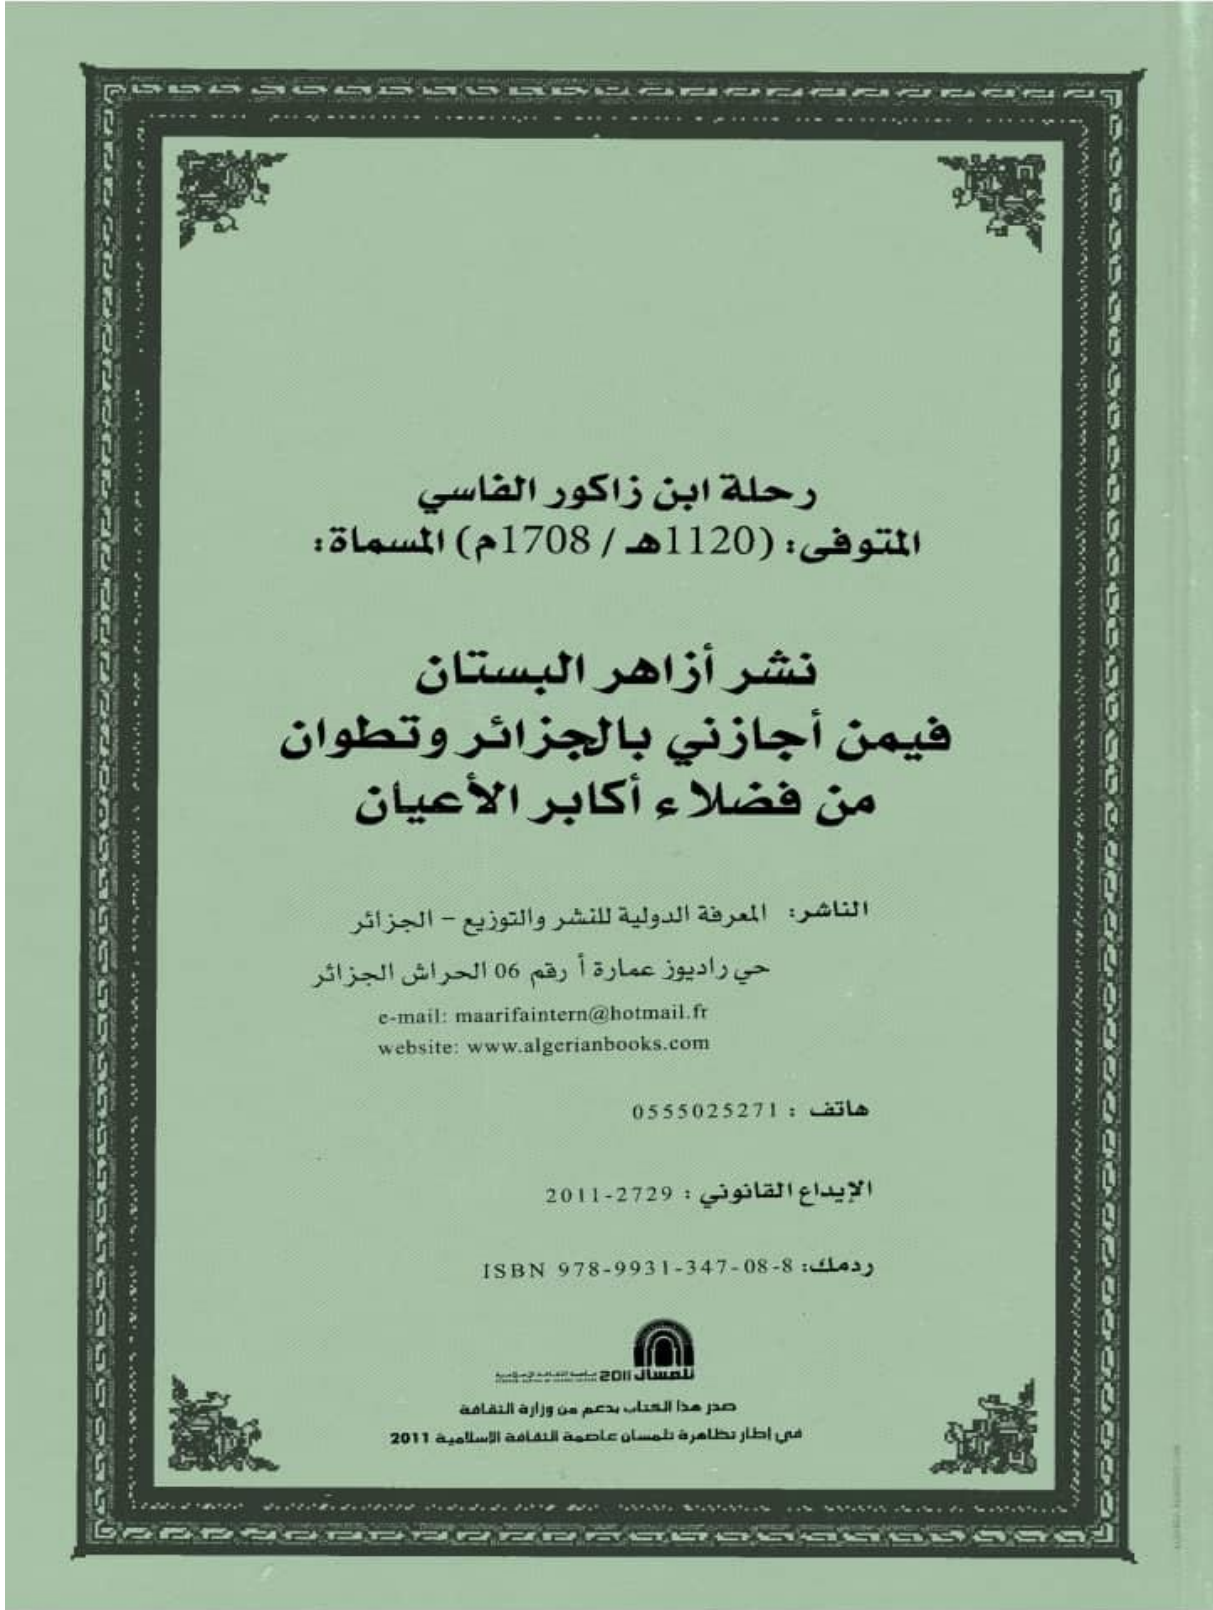 رحلة ابن زاكور الفاسي
المتوفى: (1120هـ / 1708م) المسماة:
نشر أزاهر البستان
فيمن أجازني بالجزائر وتطوان
من فضلاء أكابر الأعيان
الناشر: المعرفة الدولية للنشر والتوزيع – الجزائر
حي راديوز عمارة أ رقم 06 الحراش الجزائر
e-mail: maarifaintern@hotmail.fr
website: www.algerianbooks.com
هاتف : 0555025271
الإيداع القانوني : 2729-2011
ردمك: ISBN 978-9931-347-08-8
تلمسان 2011
صدر هذا الكتاب بدعم من وزارة الثقافة
في إطار تظاهرة تلمسان عاصمة الثقافة الإسلامية 2011